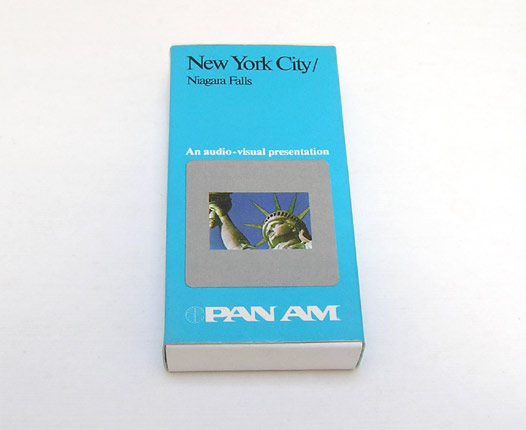 New York City/
Niagara Falls
An audio-visual presentation
PAN AM